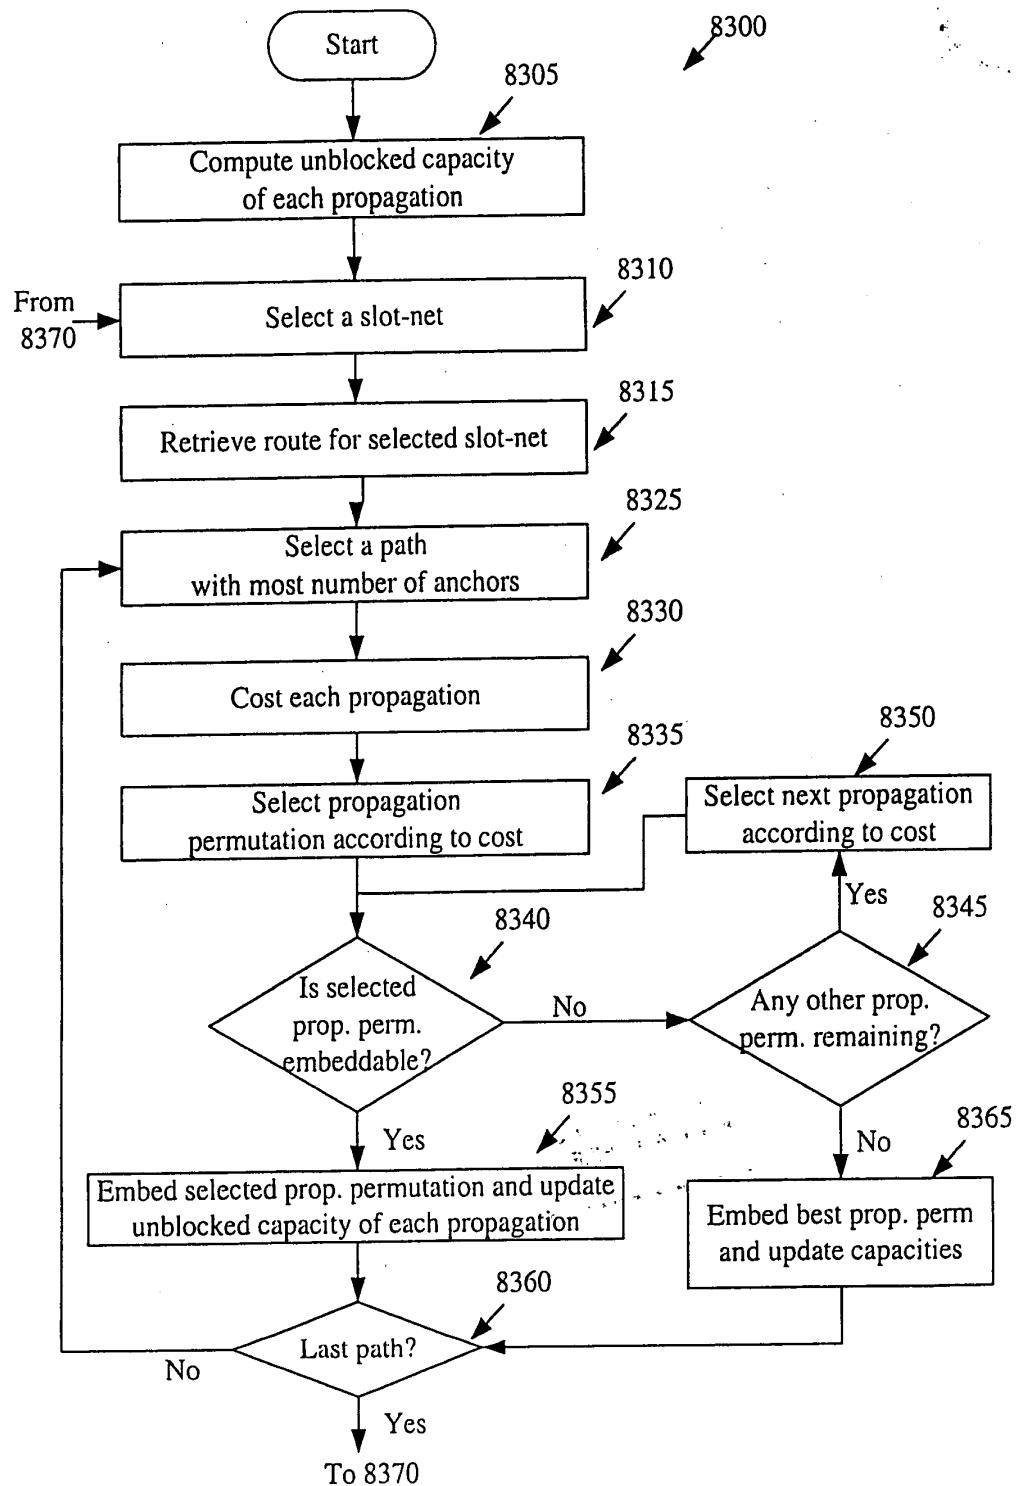 Start
8300
8305
Compute unblocked capacity
of each propagation
8310
From
8370
Select a slot-net
8315
Retrieve route for selected slot-net
8325
Select a path
with most number of anchors
8330
Cost each propagation
8335
Select propagation
permutation according to cost
8350
Select next propagation
according to cost
Yes
8345
8340
Is selected
prop. perm.
embeddable?
No
Any other prop.
perm. remaining?
8355
Yes
No
8365
Embed selected prop. permutation and update
unblocked capacity of each propagation
Embed best prop. perm
and update capacities
8360
Last path?
No
Yes
To 8370